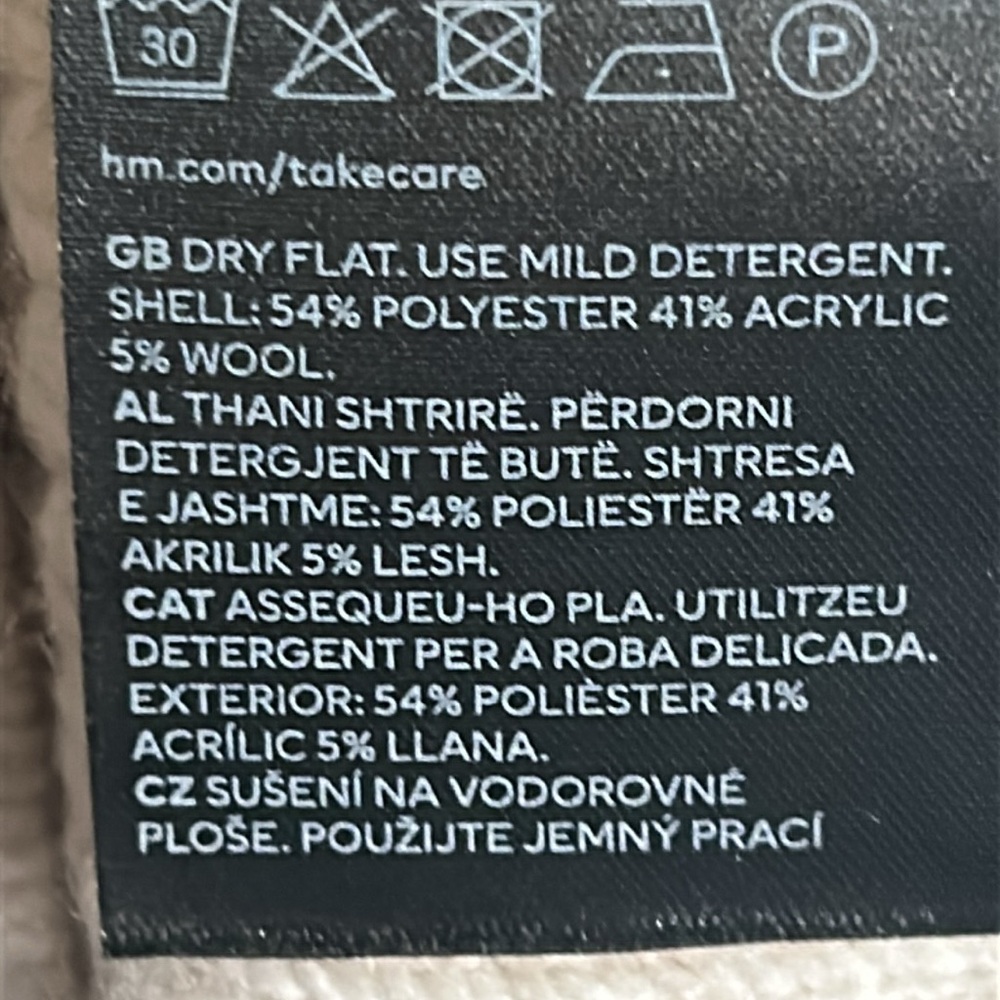 30 P
hm.com/takecare
GB DRY FLAT. USE MILD DETERGENT.
SHELL: 54% POLYESTER 41% ACRYLIC
5% WOOL.
AL THANI SHTRIRË. PËRDORNI
DETERGJENT TË BUTË. SHTRESA
E JASHTME: 54% POLIESTËR 41%
AKRILIK 5% LESH.
CAT ASSEQUEU-HO PLA. UTILITZEU
DETERGENT PER A ROBA DELICADA.
EXTERIOR: 54% POLIÈSTER 41%
ACRÍLIC 5% LLANA.
CZ SUŠENÍ NA VODOROVNÉ
PLOŠE. POUŽIJTE JEMNÝ PRACÍ